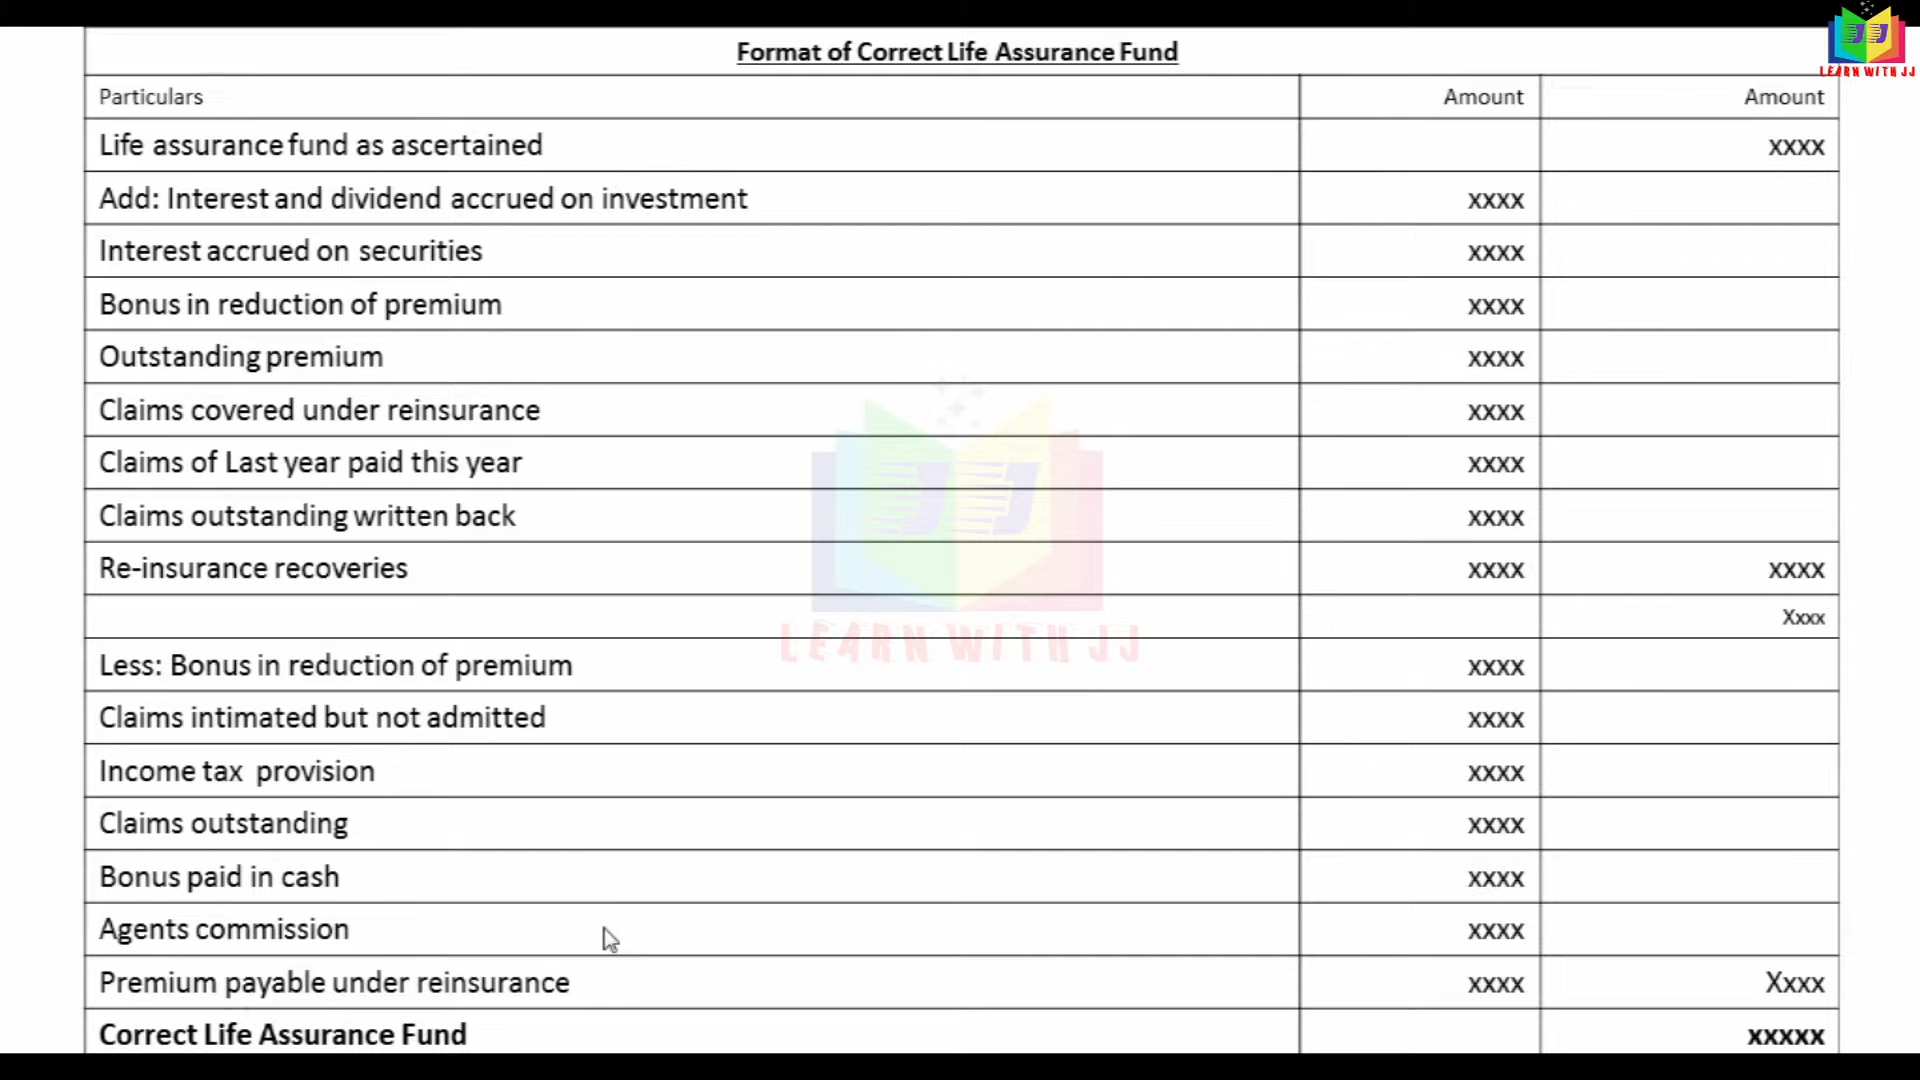 Format of Correct Life Assurance Fund
LEARN WITH JJ
Particulars Amount Amount
Life assurance fund as ascertained xxxx
Add: Interest and dividend accrued on investment xxxx
Interest accrued on securities xxxx
Bonus in reduction of premium xxxx
Outstanding premium xxxx
Claims covered under reinsurance xxxx
Claims of Last year paid this year xxxx
Claims outstanding written back xxxx
Re-insurance recoveries xxxx xxxx
Xxxx
LEARN WITH JJ
Less: Bonus in reduction of premium xxxx
Claims intimated but not admitted xxxx
Income tax provision xxxx
Claims outstanding xxxx
Bonus paid in cash xxxx
Agents commission xxxx
Premium payable under reinsurance xxxx Xxxx
Correct Life Assurance Fund xxxxx